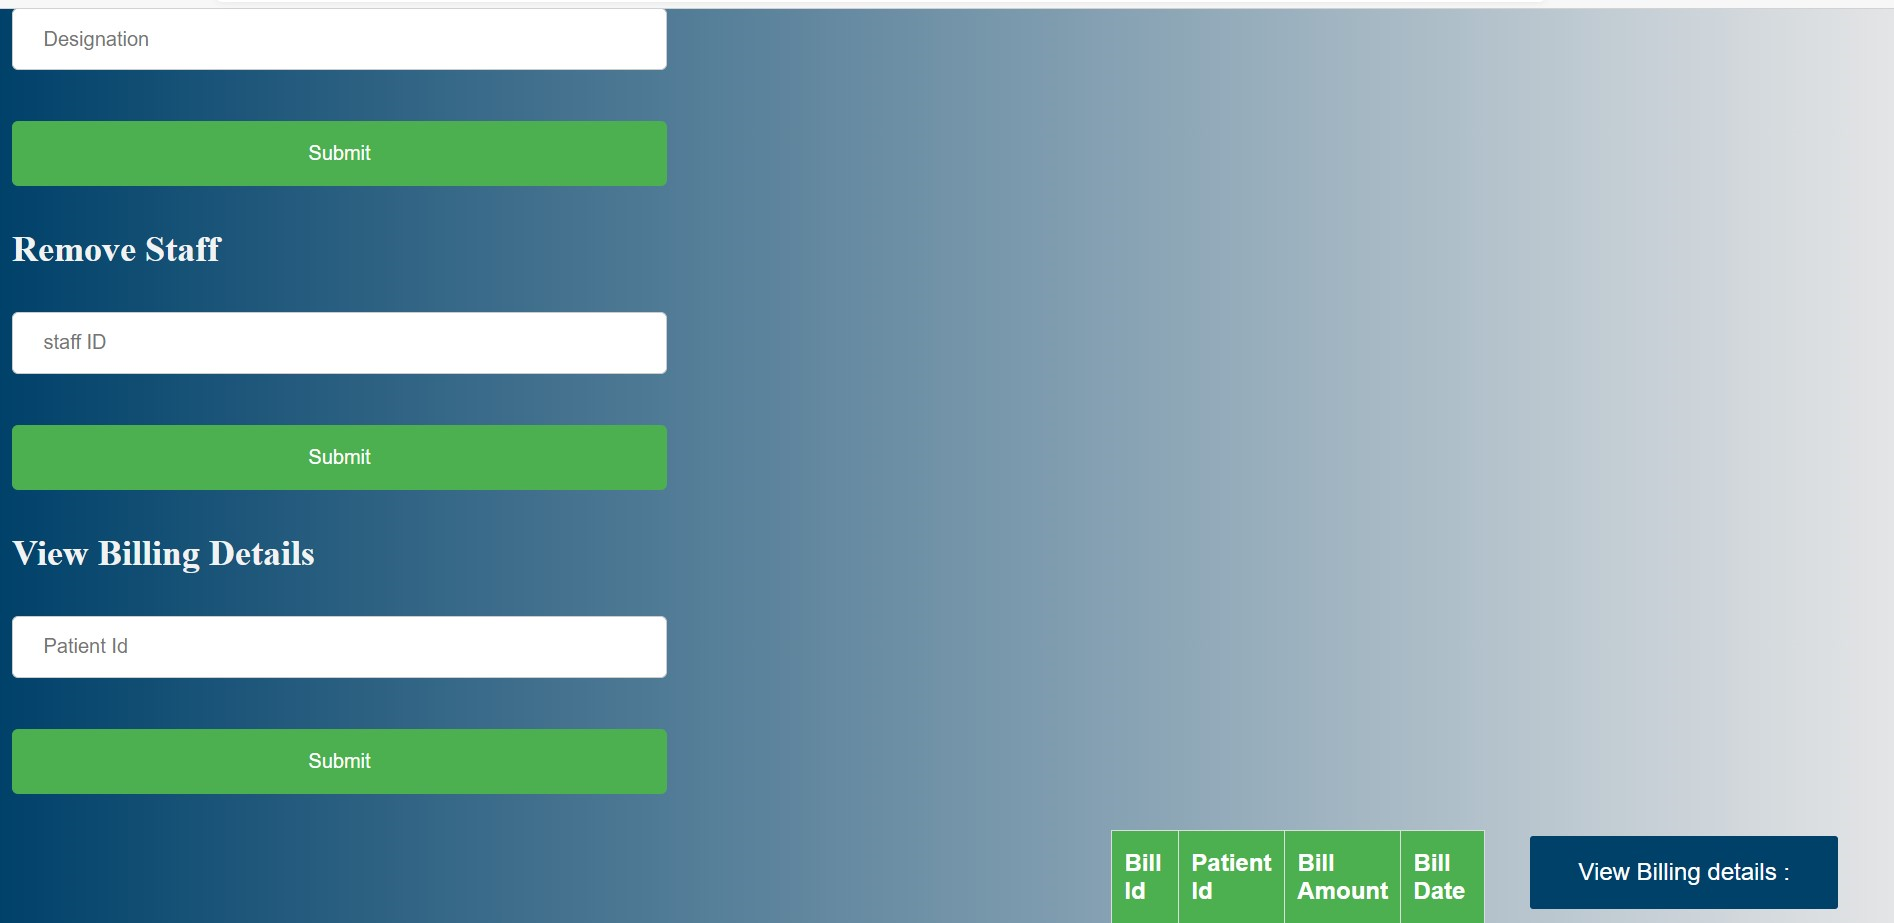 Designation
Submit
Remove Staff
staff ID
Submit
View Billing Details
Patient Id
Submit
Bill Id
Patient Id
Bill Amount
Bill Date
View Billing details :